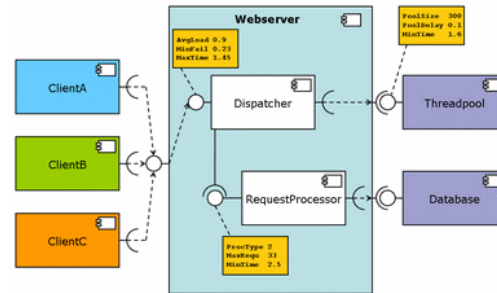 Webserver
PoolSize 300
PoolDelay 0.1
MinTime 1.6
AvgLoad 0.9
MinFail 0.23
MaxTime 1.45
ClientA
Dispatcher
Threadpool
ClientB
RequestProcessor
Database
ClientC
ProcType 2
MaxRequ 33
MinTime 2.5